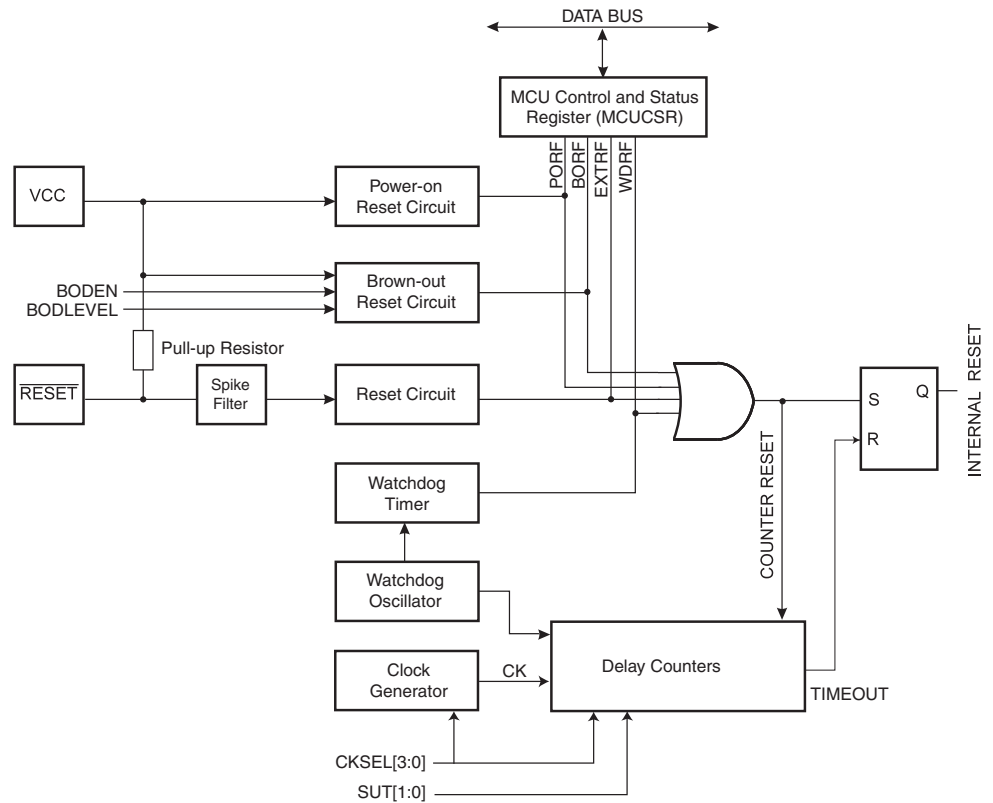 DATA BUS
MCU Control and Status
Register (MCUCSR)
PORF
BORF
EXTRF
WDRF
VCC
Power-on
Reset Circuit
BODEN
BODLEVEL
Brown-out
Reset Circuit
Pull-up Resistor
RESET
Spike
Filter
Reset Circuit
S
Q
R
INTERNAL RESET
COUNTER RESET
Watchdog
Timer
Watchdog
Oscillator
Clock
Generator
CK
Delay Counters
TIMEOUT
CKSEL[3:0]
SUT[1:0]